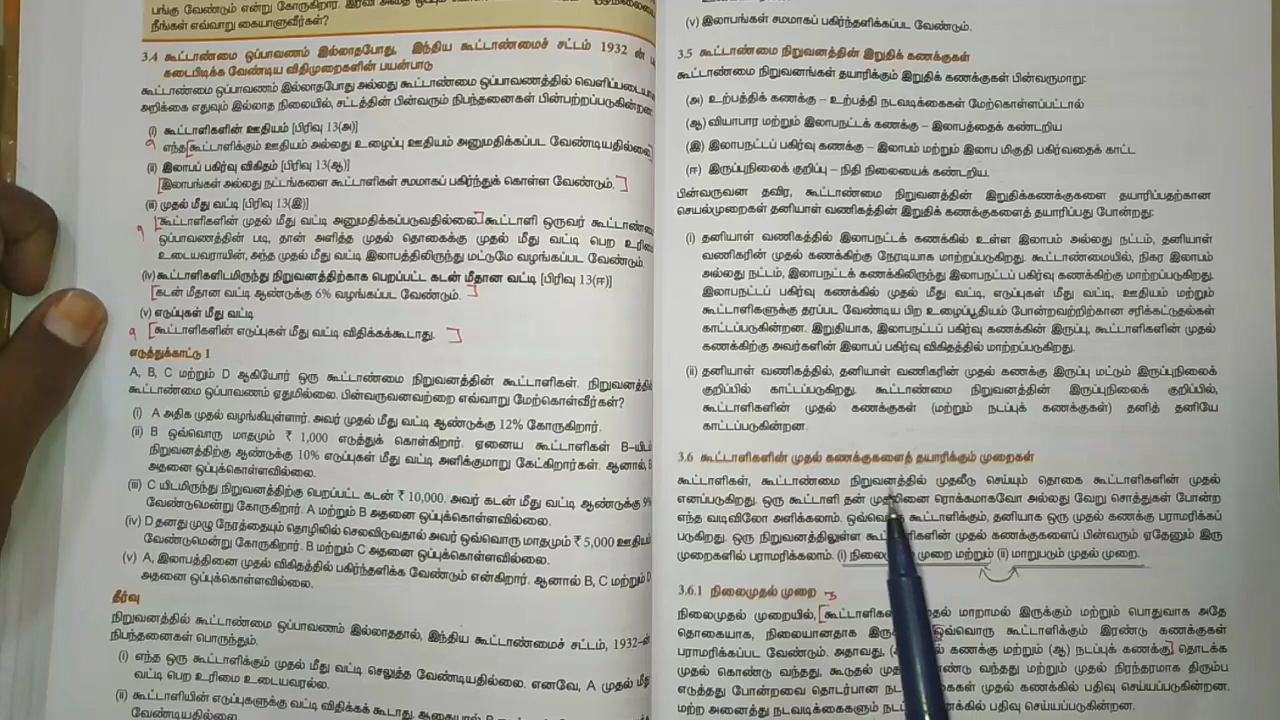 பங்கு வேண்டும் என்று கோருகிறார். இரவி அதை
நீங்கள் எவ்வாறு கையாளுவீர்கள்?
3.4 கூட்டாண்மை ஒப்பாவணம் இல்லாதபோது, இந்திய கூட்டாண்மைச் சட்டம் 1932 ன்
கடைபிடிக்க வேண்டிய விதிமுறைகளின் பயன்பாடு
கூட்டாண்மை ஒப்பாவணம் இல்லாதபோது அல்லது கூட்டாண்மை ஒப்பாவணத்தில் வெளிப்படையான
அறிக்கை எதுவும் இல்லாத நிலையில், சட்டத்தின் பின்வரும் நிபந்தனைகள் பின்பற்றப்படுகின்றன
(i) கூட்டாளிகளின் ஊதியம் [பிரிவு 13(அ)]
எந்த கூட்டாளிக்கும் ஊதியம் அல்லது உழைப்பு ஊதியம் அனுமதிக்கப்பட வேண்டியதில்லை
(ii) இலாபப் பகிர்வு விகிதம் [பிரிவு 13(ஆ)]
இலாபங்கள் அல்லது நட்டங்களை கூட்டாளிகள் சமமாகப் பகிர்ந்துக் கொள்ள வேண்டும்.
(iii) முதல் மீது வட்டி [பிரிவு 13(இ)]
கூட்டாளிகளின் முதல் மீது வட்டி அனுமதிக்கப்படுவதில்லை. கூட்டாளி ஒருவர்
ஒப்பாவணத்தின் படி, தான் அளித்த முதல் தொகைக்கு முதல் மீது வட்டி பெற
உடையவராயின், அந்த முதல் மீது வட்டி இலாபத்திலிருந்து மட்டுமே வழங்கப்பட வேண்டும்.
(iv) கூட்டாளிகளிடமிருந்து நிறுவனத்திற்காக பெறப்பட்ட கடன் மீதான வட்டி [பிரிவு 13(ஈ)]
கடன் மீதான வட்டி ஆண்டுக்கு 6% வழங்கப்பட வேண்டும்.
(v) எடுப்புகள் மீது வட்டி
கூட்டாளிகளின் எடுப்புகள் மீது வட்டி விதிக்கக்கூடாது.
எடுத்துக்காட்டு 1
A, B, C மற்றும் D ஆகியோர் ஒரு கூட்டாண்மை நிறுவனத்தின் கூட்டாளிகள்.
கூட்டாண்மை ஒப்பாவணம் ஏதுமில்லை. பின்வருவனவற்றை எவ்வாறு மேற்கொள்வீர்கள்?
(i) A அதிக முதல் வழங்கியுள்ளார். அவர் முதல் மீது வட்டி ஆண்டுக்கு 12% கோருகிறார்.
(ii) B ஒவ்வொரு மாதமும் ₹ 1,000 எடுத்துக் கொள்கிறார். ஏனைய கூட்டாளிகள்
நிறுவனத்திற்கு ஆண்டுக்கு 10% எடுப்புகள் மீது வட்டி அளிக்குமாறு கேட்கிறார்கள். ஆனால், B
அதனை ஒப்புக்கொள்ளவில்லை.
(iii) C யிடமிருந்து நிறுவனத்திற்கு பெறப்பட்ட கடன் ₹ 10,000. அவர் கடன் மீது வட்டி ஆண்டுக்கு
வேண்டுமென்று கோருகிறார். A மற்றும் B அதனை ஒப்புக்கொள்ளவில்லை.
(iv) D தனது முழு நேரத்தையும் தொழிலில் செலவிடுவதால் அவர் ஒவ்வொரு மாதமும் ₹ 5,000
வேண்டுமென்று கோருகிறார். B மற்றும் C அதனை ஒப்புக்கொள்ளவில்லை.
(v) A, இலாபத்தினை முதல் விகிதத்தில் பகிர்ந்தளிக்க வேண்டும் என்கிறார். ஆனால் B, C மற்றும் D
அதனை ஒப்புக்கொள்ளவில்லை.
தீர்வு
நிறுவனத்தில் கூட்டாண்மை ஒப்பாவணம் இல்லாததால், இந்திய கூட்டாண்மைச் சட்டம், 1932-ன்
நிபந்தனைகள் பொருந்தும்.
(i) எந்த ஒரு கூட்டாளிக்கும் முதல் மீது வட்டி செலுத்த வேண்டியதில்லை. எனவே, A முதல் மீது
வட்டி பெற உரிமை உடையவரல்ல.
(ii) கூட்டாளியின் எடுப்புகளுக்கு வட்டி விதிக்கக் கூடாது.
வேண்டியதில்லை
(v) இலாபங்கள் சமமாகப் பகிர்ந்தளிக்கப்பட வேண்டும்.
3.5 கூட்டாண்மை நிறுவனத்தின் இறுதிக் கணக்குகள்
கூட்டாண்மை நிறுவனங்கள் தயாரிக்கும் இறுதிக் கணக்குகள் பின்வருமாறு:
(அ) உற்பத்திக் கணக்கு – உற்பத்தி நடவடிக்கைகள் மேற்கொள்ளப்பட்டால்
(ஆ) வியாபார மற்றும் இலாபநட்டக் கணக்கு – இலாபத்தைக் கண்டறிய
(இ) இலாபநட்டப் பகிர்வு கணக்கு – இலாபம் மற்றும் இலாப மிகுதி பகிர்வதைக் காட்ட
(ஈ) இருப்புநிலைக் குறிப்பு – நிதி நிலையைக் கண்டறிய.
பின்வருவன தவிர, கூட்டாண்மை நிறுவனத்தின் இறுதிக்கணக்குகளை தயாரிப்பதற்கான
செயல்முறைகள் தனியாள் வணிகத்தின் இறுதிக் கணக்குகளைத் தயாரிப்பது போன்றது:
(i) தனியாள் வணிகத்தில் இலாபநட்டக் கணக்கில் உள்ள இலாபம் அல்லது நட்டம், தனியாள்
வணிகரின் முதல் கணக்கிற்கு நேரடியாக மாற்றப்படுகிறது. கூட்டாண்மையில், நிகர இலாபம்
அல்லது நட்டம், இலாபநட்டக் கணக்கிலிருந்து இலாபநட்டப் பகிர்வு கணக்கிற்கு மாற்றப்படுகிறது.
இலாபநட்டப் பகிர்வு கணக்கில் முதல் மீது வட்டி, எடுப்புகள் மீது வட்டி, ஊதியம் மற்றும்
கூட்டாளிகளுக்கு தரப்பட வேண்டிய பிற உழைப்பூதியம் போன்றவற்றிற்கான சரிக்கட்டுதல்கள்
காட்டப்படுகின்றன. இறுதியாக, இலாபநட்டப் பகிர்வு கணக்கின் இருப்பு, கூட்டாளிகளின் முதல்
கணக்கிற்கு அவர்களின் இலாபப் பகிர்வு விகிதத்தில் மாற்றப்படுகிறது.
(ii) தனியாள் வணிகத்தில், தனியாள் வணிகரின் முதல் கணக்கு இருப்பு மட்டும் இருப்புநிலைக்
குறிப்பில் காட்டப்படுகிறது. கூட்டாண்மை நிறுவனத்தின் இருப்புநிலைக் குறிப்பில்,
கூட்டாளிகளின் முதல் கணக்குகள் (மற்றும் நடப்புக் கணக்குகள்) தனித் தனியே
காட்டப்படுகின்றன.
3.6 கூட்டாளிகளின் முதல் கணக்குகளைத் தயாரிக்கும் முறைகள்
கூட்டாளிகள், கூட்டாண்மை நிறுவனத்தில் முதலீடு செய்யும் தொகை கூட்டாளிகளின் முதல்
எனப்படுகிறது. ஒரு கூட்டாளி தன் முதலினை ரொக்கமாகவோ அல்லது வேறு சொத்துகள் போன்ற
எந்த வடிவிலோ அளிக்கலாம். கூட்டாளிக்கும், தனியாக ஒரு முதல் கணக்கு பராமரிக்கப்
படுகிறது. ஒரு நிறுவனத்திலுள்ள கூட்டாளிகளின் முதல் கணக்குகளைப் பின்வரும் ஏதேனும் இரு
முறைகளில் பராமரிக்கலாம். (i) முறை மற்றும் (ii) மாறுபடும் முதல் முறை.
3.6.1 நிலைமுதல் முறை
நிலைமுதல் முறையில், முதல் மாறாமல் இருக்கும் மற்றும் பொதுவாக அதே
தொகையாக, நிலையானதாக ஒவ்வொரு கூட்டாளிக்கும் இரண்டு கணக்குகள்
பராமரிக்கப்பட வேண்டும். அதாவது, கணக்கு மற்றும் (ஆ) நடப்புக் கணக்கு தொடக்க
முதல் கொண்டு வந்தது, கூடுதல் வந்தது மற்றும் முதல் நிரந்தரமாக திரும்ப
எடுத்தது போன்றவை தொடர்பான முதல் கணக்கில் பதிவு செய்யப்படுகின்றன.
மற்ற அனைத்து நடவடிக்கைகளும் பதிவு செய்யப்படுகின்றன.